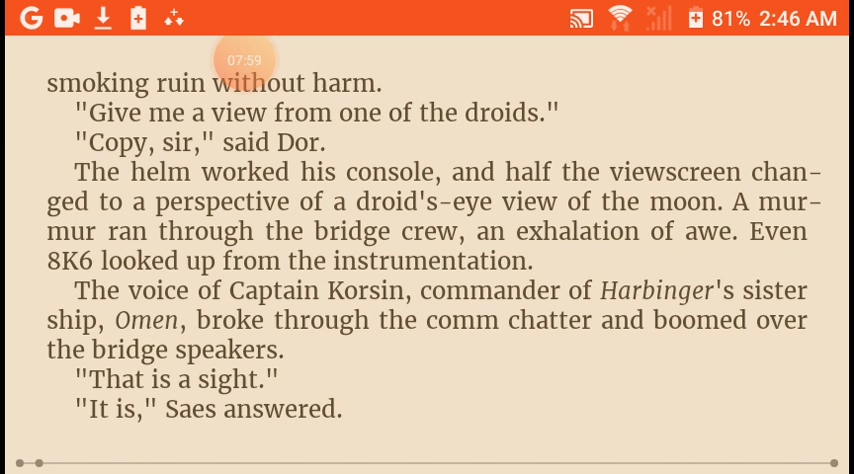 81% 2:46 AM
07:59
smoking ruin without harm.
"Give me a view from one of the droids."
"Copy, sir," said Dor.
The helm worked his console, and half the viewscreen chan-
ged to a perspective of a droid's-eye view of the moon. A mur-
mur ran through the bridge crew, an exhalation of awe. Even
8K6 looked up from the instrumentation.
The voice of Captain Korsin, commander of Harbinger's sister
ship, Omen, broke through the comm chatter and boomed over
the bridge speakers.
"That is a sight."
"It is," Saes answered.